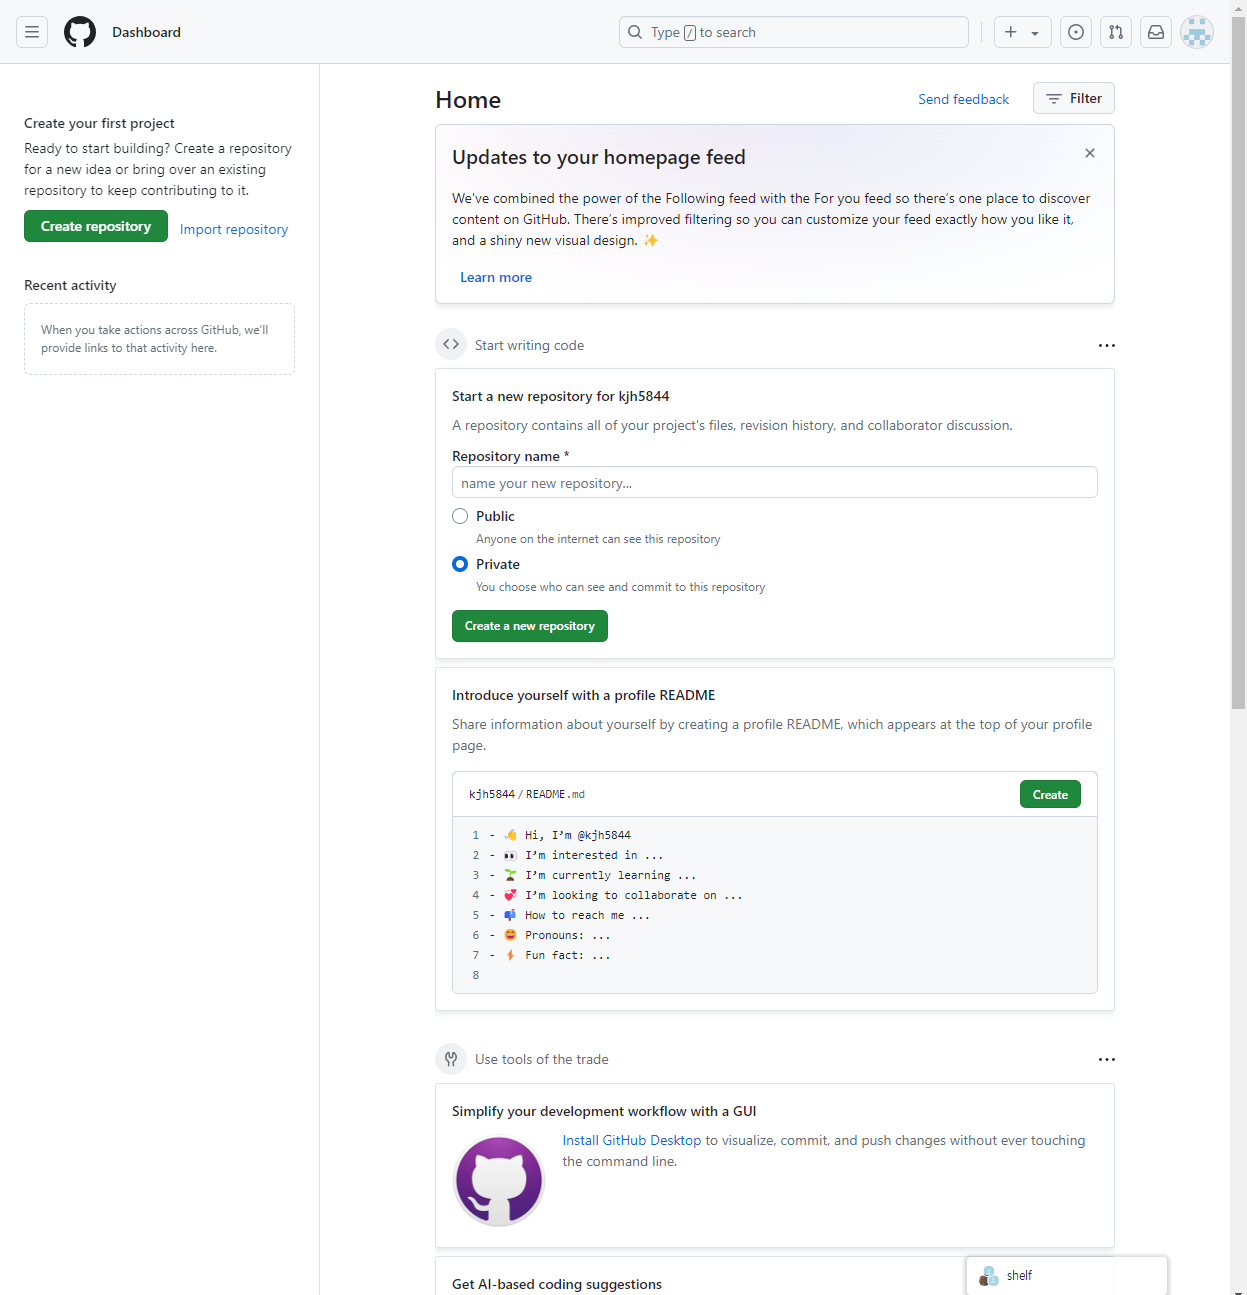 Dashboard
Type / to search
Create your first project
Ready to start building? Create a repository
for a new idea or bring over an existing
repository to keep contributing to it.
Create repository
Import repository
Recent activity
When you take actions across GitHub, we’ll
provide links to that activity here.
Home
Send feedback
Filter
Updates to your homepage feed
We've combined the power of the Following feed with the For you feed so there’s one place to discover
content on GitHub. There’s improved filtering so you can customize your feed exactly how you like it,
and a shiny new visual design. ✨
Learn more
Start writing code
Start a new repository for kjh5844
A repository contains all of your project's files, revision history, and collaborator discussion.
Repository name *
name your new repository...
Public
Anyone on the internet can see this repository
Private
You choose who can see and commit to this repository
Create a new repository
Introduce yourself with a profile README
Share information about yourself by creating a profile README, which appears at the top of your profile
page.
kjh5844 / README.md
Create
1 - 👋 Hi, I’m @kjh5844
2 - 👀 I’m interested in ...
3 - 🌱 I’m currently learning ...
4 - 💞️ I’m looking to collaborate on ...
5 - 📫 How to reach me ...
6 - 😄 Pronouns: ...
7 - ⚡ Fun fact: ...
8
Use tools of the trade
Simplify your development workflow with a GUI
Install GitHub Desktop to visualize, commit, and push changes without ever touching
the command line.
Get AI-based coding suggestions
shelf